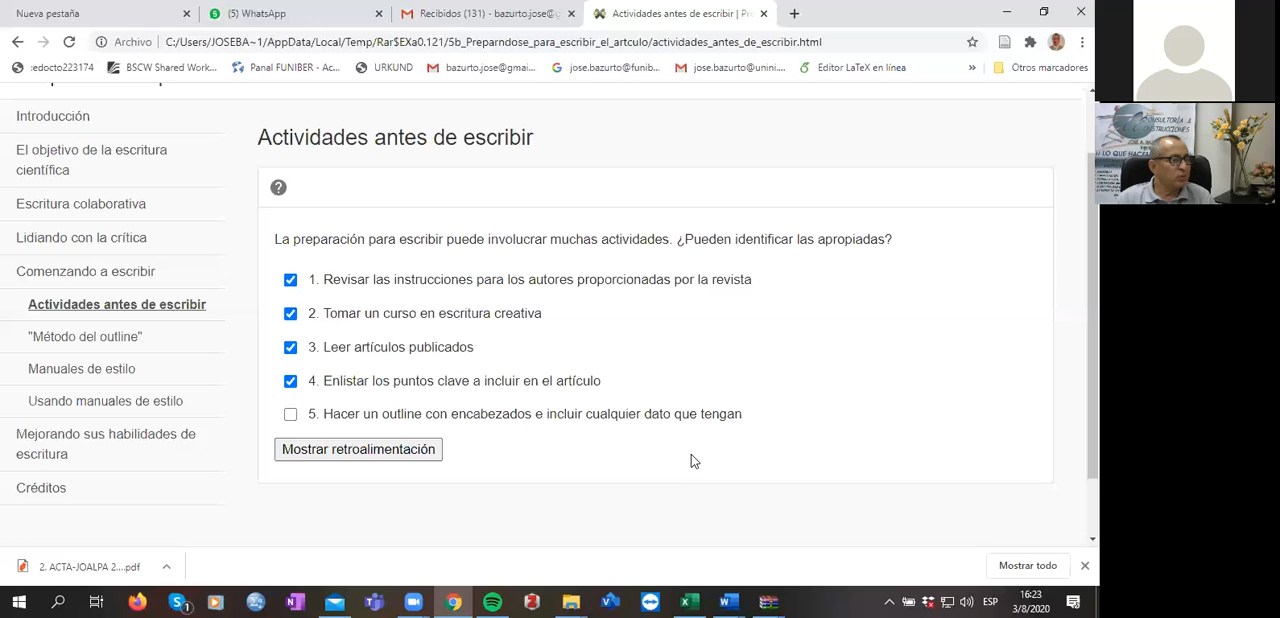 Nueva pestaña
(5) WhatsApp
Recibidos (131) - bazurto.jose@g
Actividades antes de escribir | Pr
Archivo
C:/Users/JOSEBA~1/AppData/Local/Temp/Rar$EXa0.121/5b_Preparndose_para_escribir_el_artculo/actividades_antes_de_escribir.html
:edocto223174
BSCW Shared Work...
Panal FUNIBER - Ac...
URKUND
bazurto.jose@gmai...
jose.bazurto@funib...
jose.bazurto@unini....
Editor LaTeX en línea
»
Otros marcadores
Introducción
El objetivo de la escritura
científica
Escritura colaborativa
Lidiando con la crítica
Comenzando a escribir
Actividades antes de escribir
"Método del outline"
Manuales de estilo
Usando manuales de estilo
Mejorando sus habilidades de
escritura
Créditos
Actividades antes de escribir
La preparación para escribir puede involucrar muchas actividades. ¿Pueden identificar las apropiadas?
1. Revisar las instrucciones para los autores proporcionadas por la revista
2. Tomar un curso en escritura creativa
3. Leer artículos publicados
4. Enlistar los puntos clave a incluir en el artículo
5. Hacer un outline con encabezados e incluir cualquier dato que tengan
Mostrar retroalimentación
CONSULTORÍA &
CONSTRUCCIONES
LO QUE HACEM
2. ACTA-JOALPA 2....pdf
Mostrar todo
ESP
16:23
3/8/2020